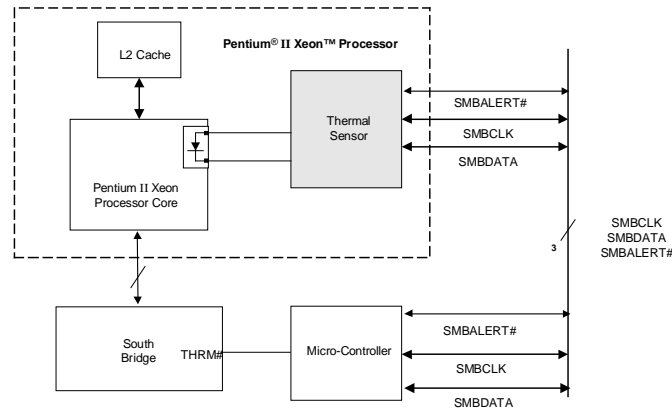 Pentium® II Xeon™ Processor
L2 Cache
Thermal
Sensor
SMBALERT#
SMBCLK
SMBDATA
Pentium II Xeon
Processor Core
3
SMBCLK
SMBDATA
SMBALERT#
South
Bridge
THRM#
Micro-Controller
SMBALERT#
SMBCLK
SMBDATA